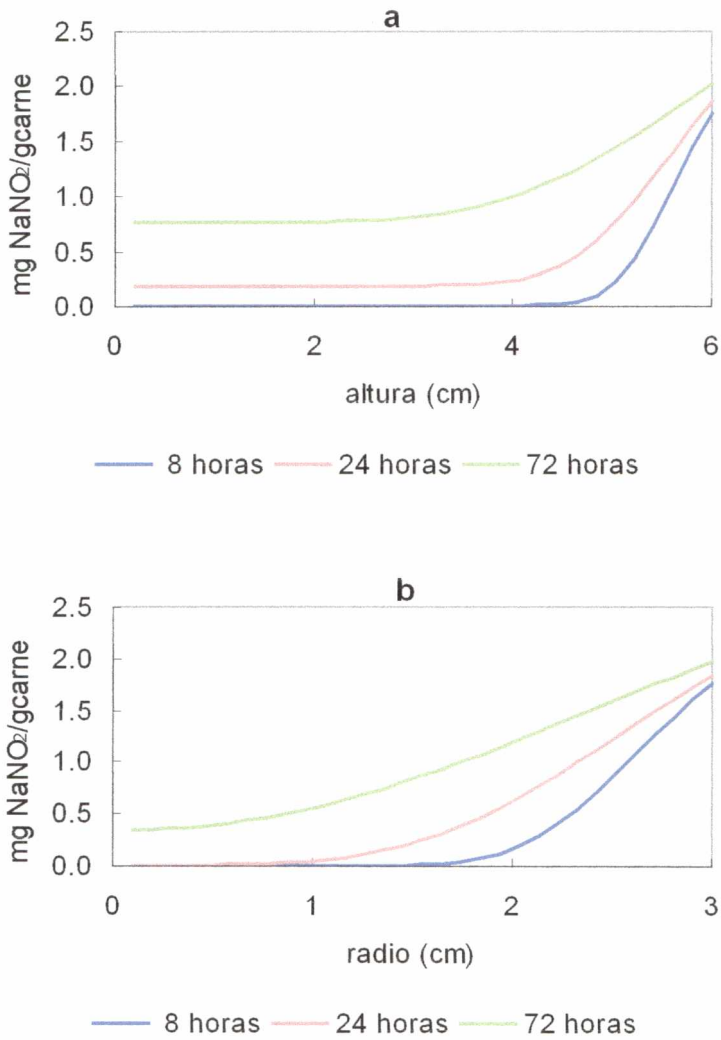 a
2.5
2.0
1.5
1.0
0.5
0.0
mg NaNO2/gcarne
0 2 4 6
altura (cm)
8 horas 24 horas 72 horas
b
2.5
2.0
1.5
1.0
0.5
0.0
mg NaNO2/gcarne
0 1 2 3
radio (cm)
8 horas 24 horas 72 horas